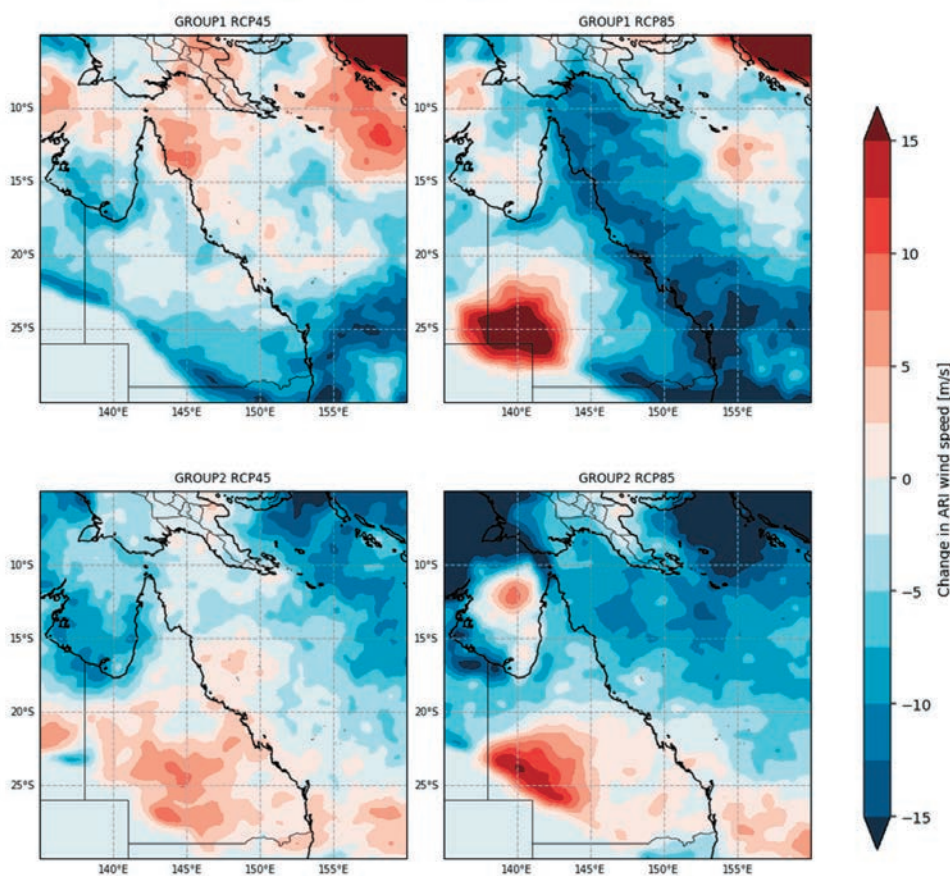 GROUP1 RCP45
GROUP1 RCP85
10°S
15°S
20°S
25°S
10°S
15°S
20°S
25°S
140°E 145°E 150°E 155°E
140°E 145°E 150°E 155°E
GROUP2 RCP45
GROUP2 RCP85
10°S
15°S
20°S
25°S
10°S
15°S
20°S
25°S
140°E 145°E 150°E 155°E
140°E 145°E 150°E 155°E
15
10
5
0
−5
−10
−15
Change in ARI wind speed [m/s]